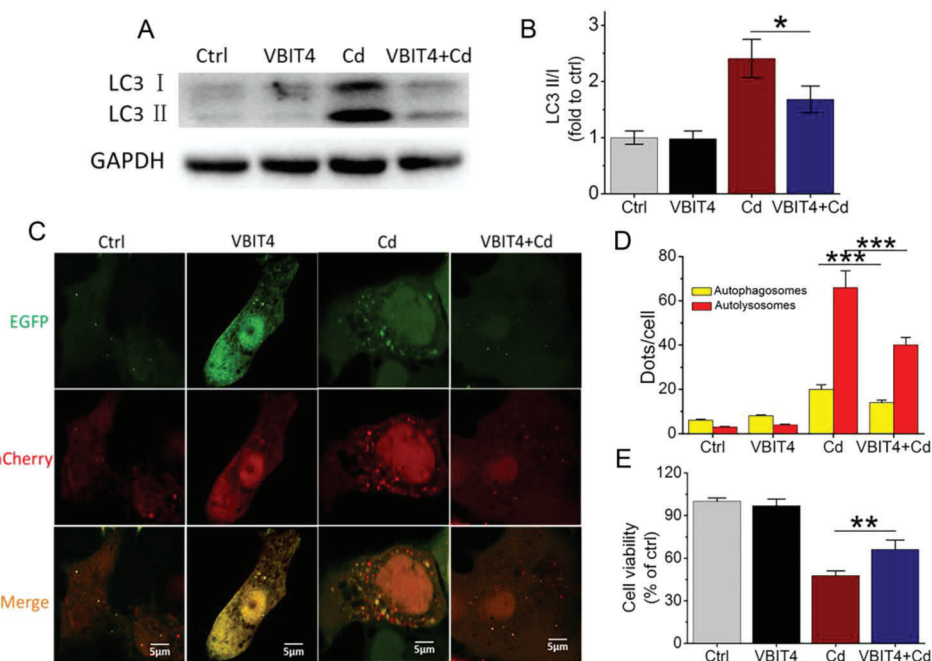 A
Ctrl VBIT4 Cd VBIT4+Cd
LC3 Ⅰ
LC3 Ⅱ
GAPDH
B
LC3 II/I
(fold to ctrl)
3
2
1
0
*
Ctrl VBIT4 Cd VBIT4+Cd
C
Ctrl VBIT4 Cd VBIT4+Cd
EGFP
nCherry
Merge
5μm 5μm 5μm 5μm
D
Dots/cell
80
60
40
20
0
Autophagosomes
Autolysosomes
***
***
Ctrl VBIT4 Cd VBIT4+Cd
E
Cell viability
(% of ctrl)
120
90
60
30
0
**
Ctrl VBIT4 Cd VBIT4+Cd